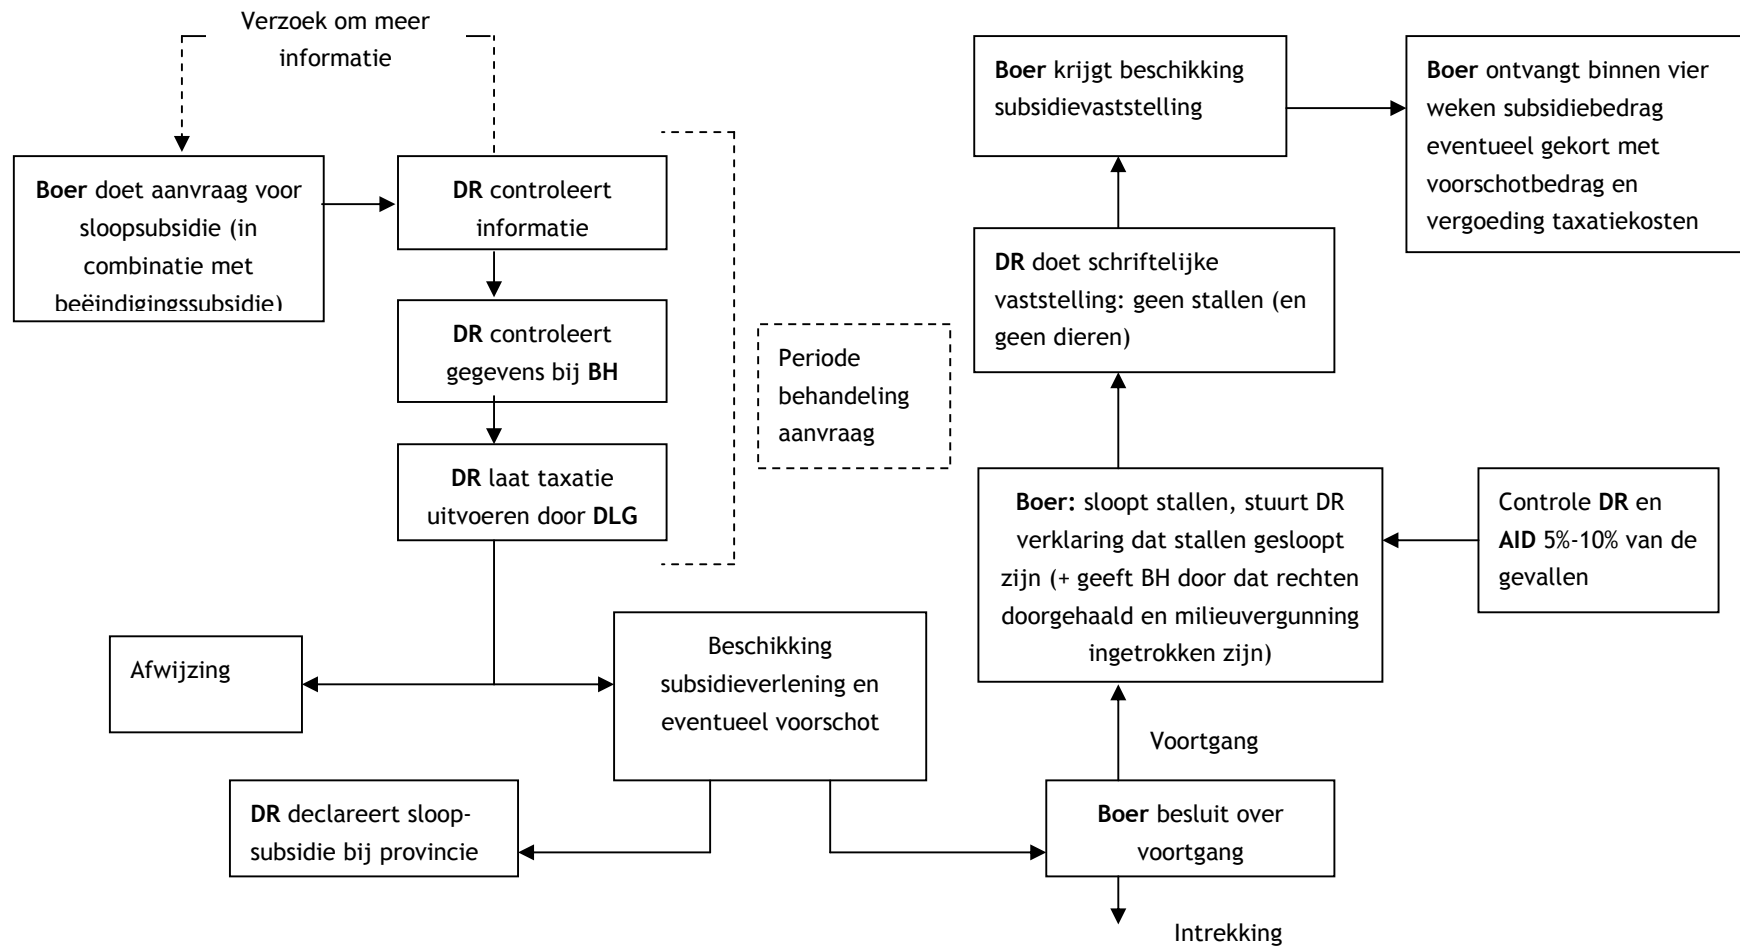 Verzoek om meer
informatie
Boer doet aanvraag voor
sloopsubsidie (in
combinatie met
beëindigingssubsidie)
DR controleert
informatie
DR controleert
gegevens bij BH
DR laat taxatie
uitvoeren door DLG
Periode
behandeling
aanvraag
Afwijzing
Beschikking
subsidieverlening en
eventueel voorschot
DR declareert sloop-
subsidie bij provincie
Boer besluit over
voortgang
Intrekking
Voortgang
Boer: sloopt stallen, stuurt DR
verklaring dat stallen gesloopt
zijn (+ geeft BH door dat rechten
doorgehaald en milieuvergunning
ingetrokken zijn)
Controle DR en
AID 5%-10% van de
gevallen
DR doet schriftelijke
vaststelling: geen stallen (en
geen dieren)
Boer krijgt beschikking
subsidievaststelling
Boer ontvangt binnen vier
weken subsidiebedrag
eventueel gekort met
voorschotbedrag en
vergoeding taxatiekosten